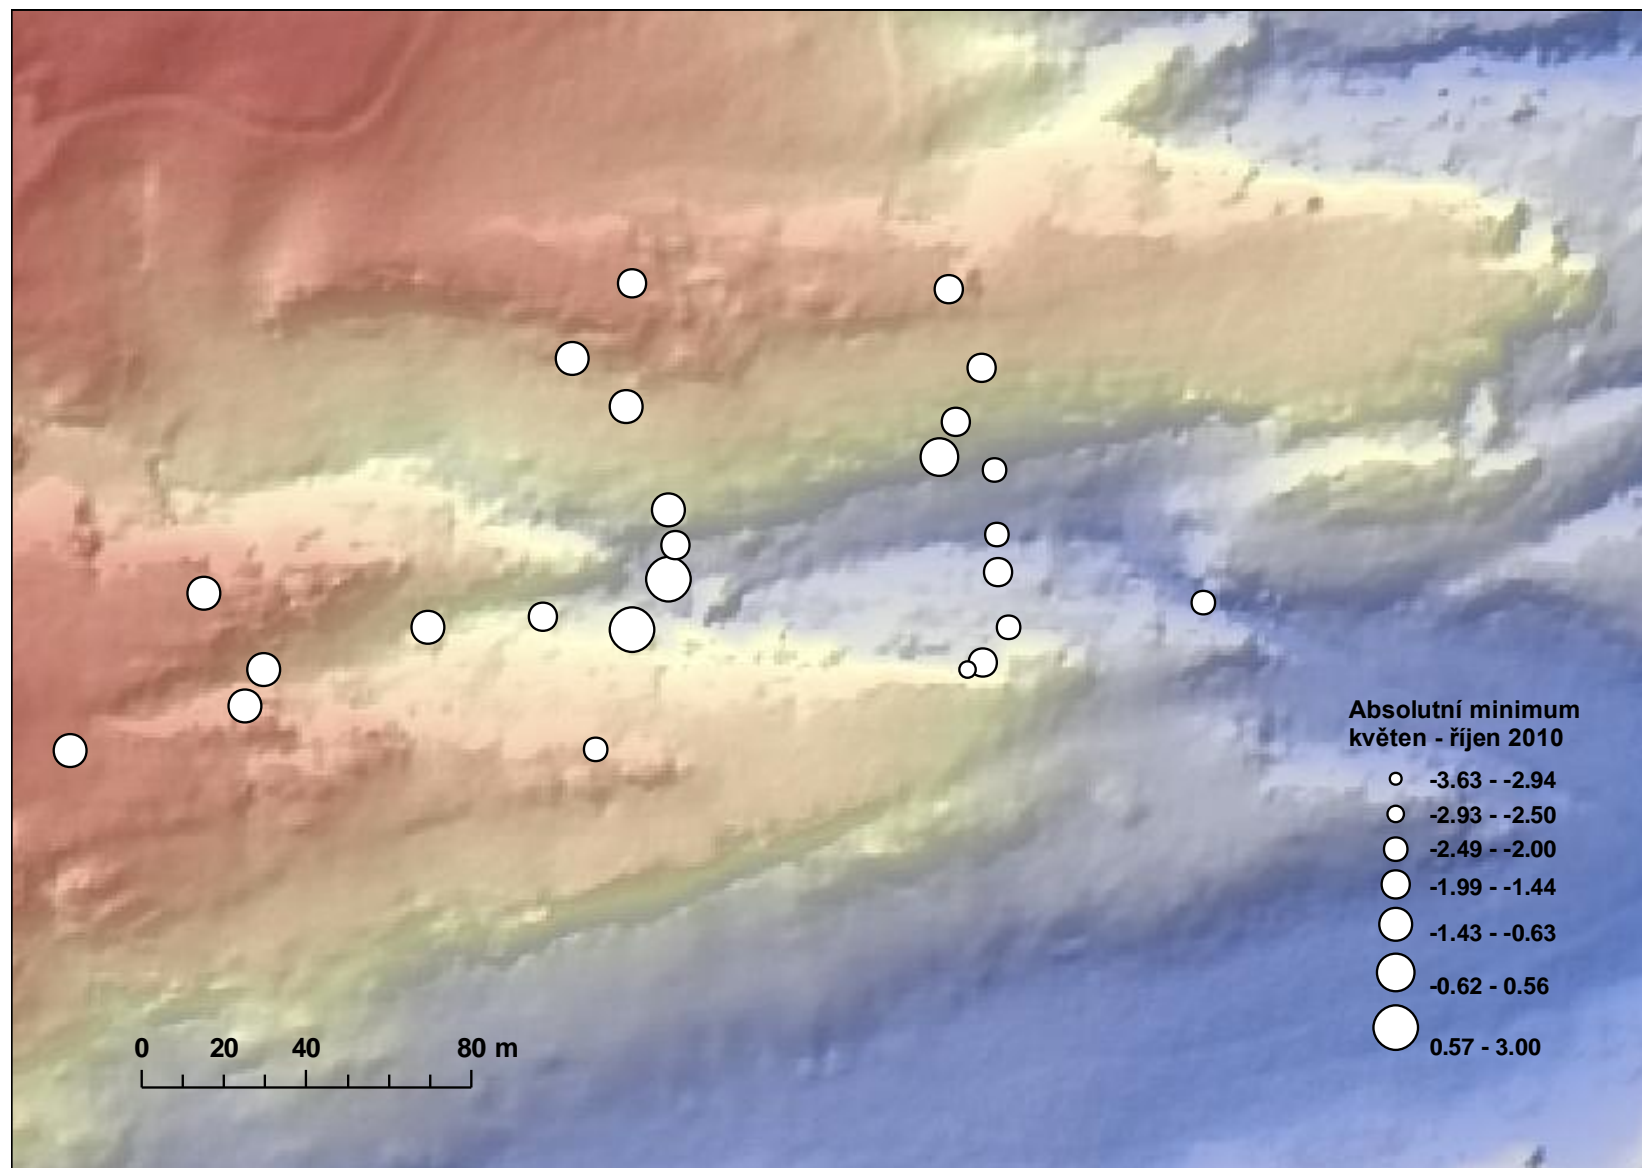 Absolutní minimum
květen - říjen 2010
-3.63 - -2.94
-2.93 - -2.50
-2.49 - -2.00
-1.99 - -1.44
-1.43 - -0.63
-0.62 - 0.56
0.57 - 3.00
0 20 40 80 m